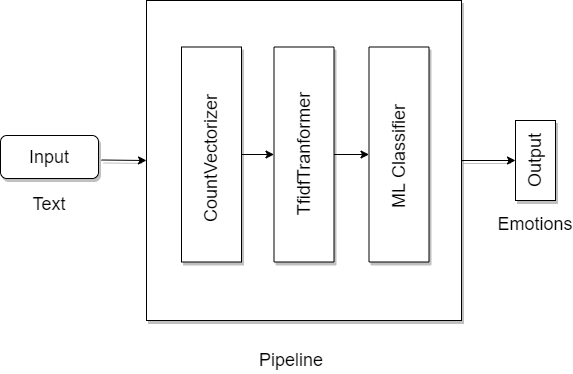 Input
Text
CountVectorizer
TfidfTranformer
ML Classifier
Output
Emotions
Pipeline